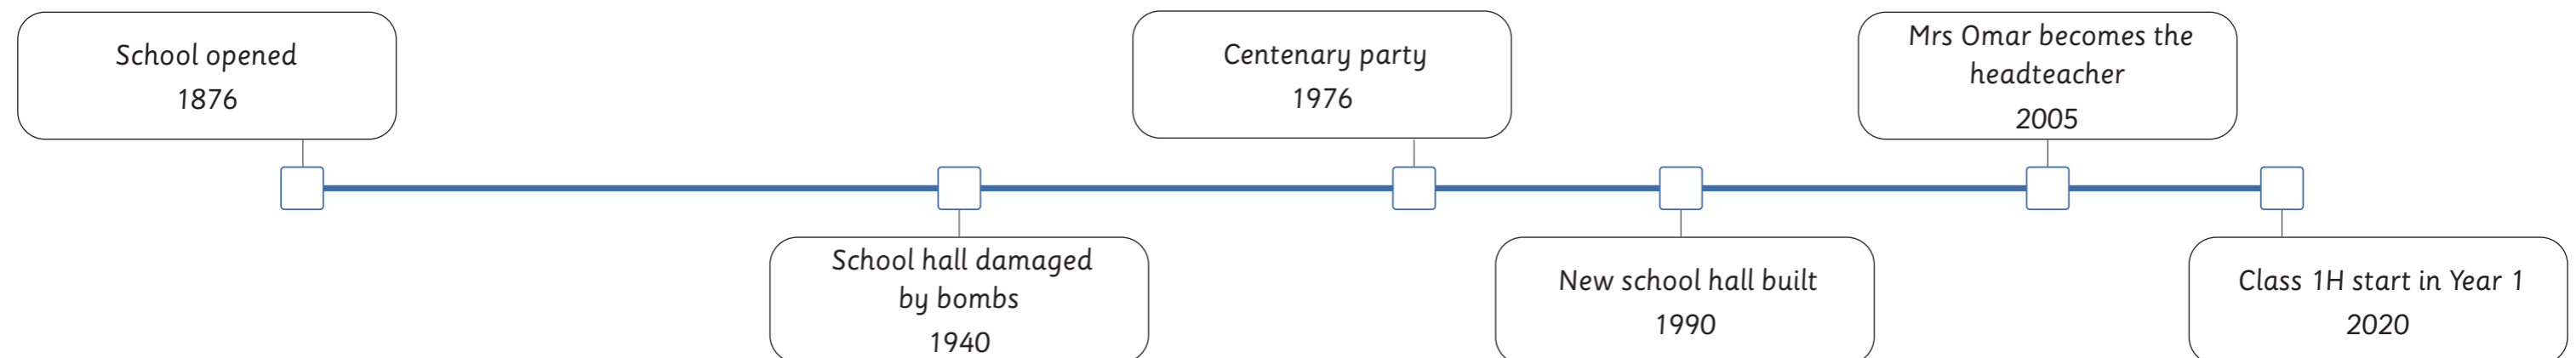 School opened
1876
School hall damaged
by bombs
1940
Centenary party
1976
New school hall built
1990
Mrs Omar becomes the
headteacher
2005
Class 1H start in Year 1
2020